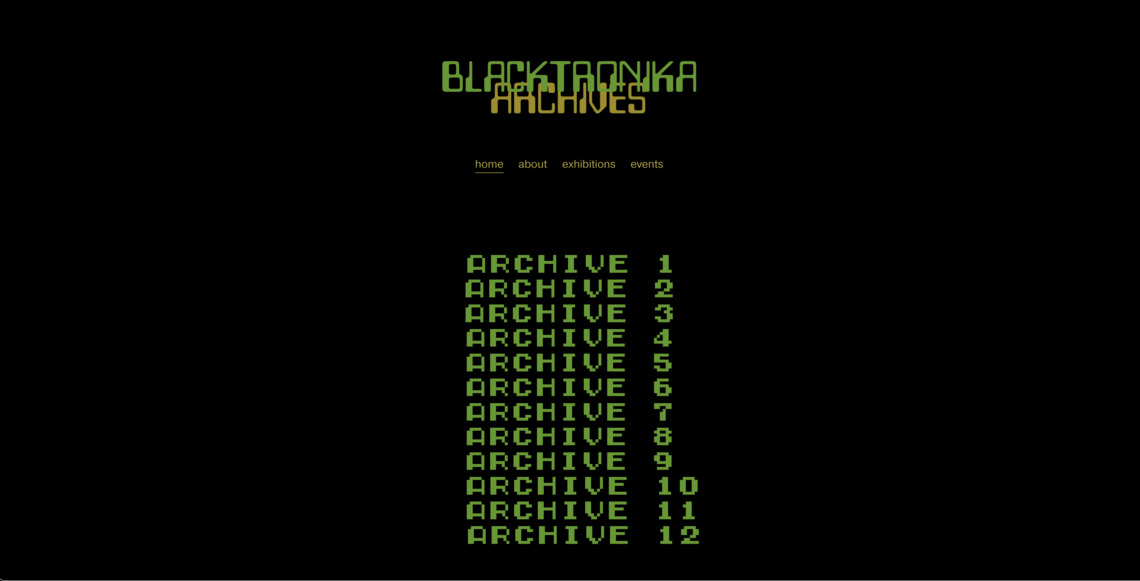 BLACKTRONIKA
ARCHIVES
home about exhibitions events
ARCHIVE 1
ARCHIVE 2
ARCHIVE 3
ARCHIVE 4
ARCHIVE 5
ARCHIVE 6
ARCHIVE 7
ARCHIVE 8
ARCHIVE 9
ARCHIVE 10
ARCHIVE 11
ARCHIVE 12